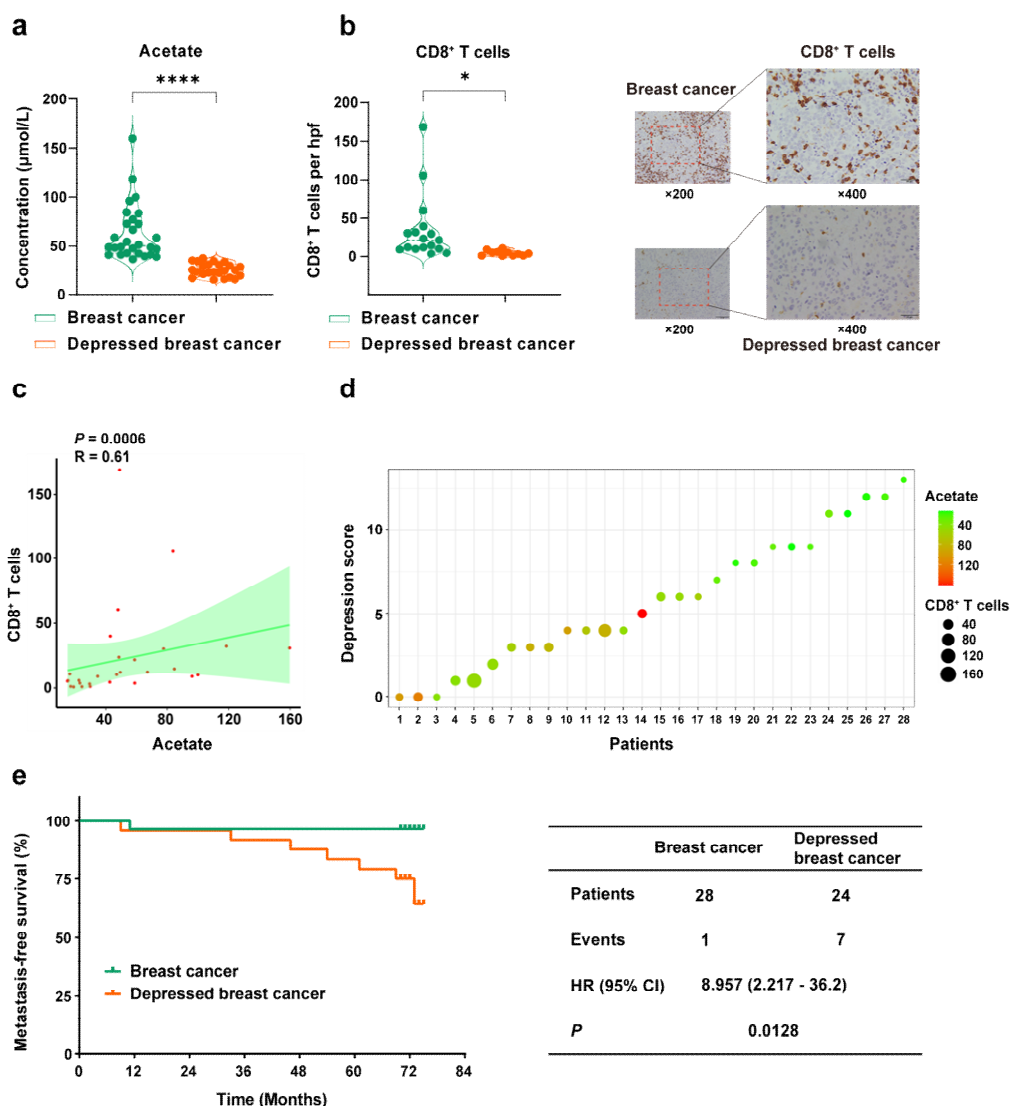 a
Acetate
****
Concentration (μmol/L)
200
150
100
50
0
Breast cancer
Depressed breast cancer
b
CD8⁺ T cells
*
CD8⁺ T cells per hpf
200
150
100
50
0
Breast cancer
Depressed breast cancer
CD8⁺ T cells
Breast cancer
×200
×400
×200
×400
Depressed breast cancer
c
P = 0.0006
R = 0.61
CD8⁺ T cells
150
100
50
0
40
80
120
160
Acetate
d
Depression score
10
5
0
1 2 3 4 5 6 7 8 9 10 11 12 13 14 15 16 17 18 19 20 21 22 23 24 25 26 27 28
Patients
Acetate
40
80
120
CD8⁺ T cells
40
80
120
160
e
Metastasis-free survival (%)
100
75
50
25
0
Breast cancer
Depressed breast cancer
0 12 24 36 48 60 72 84
Time (Months)
Breast cancer Depressed breast cancer
Patients 28 24
Events 1 7
HR (95% CI) 8.957 (2.217 - 36.2)
P 0.0128